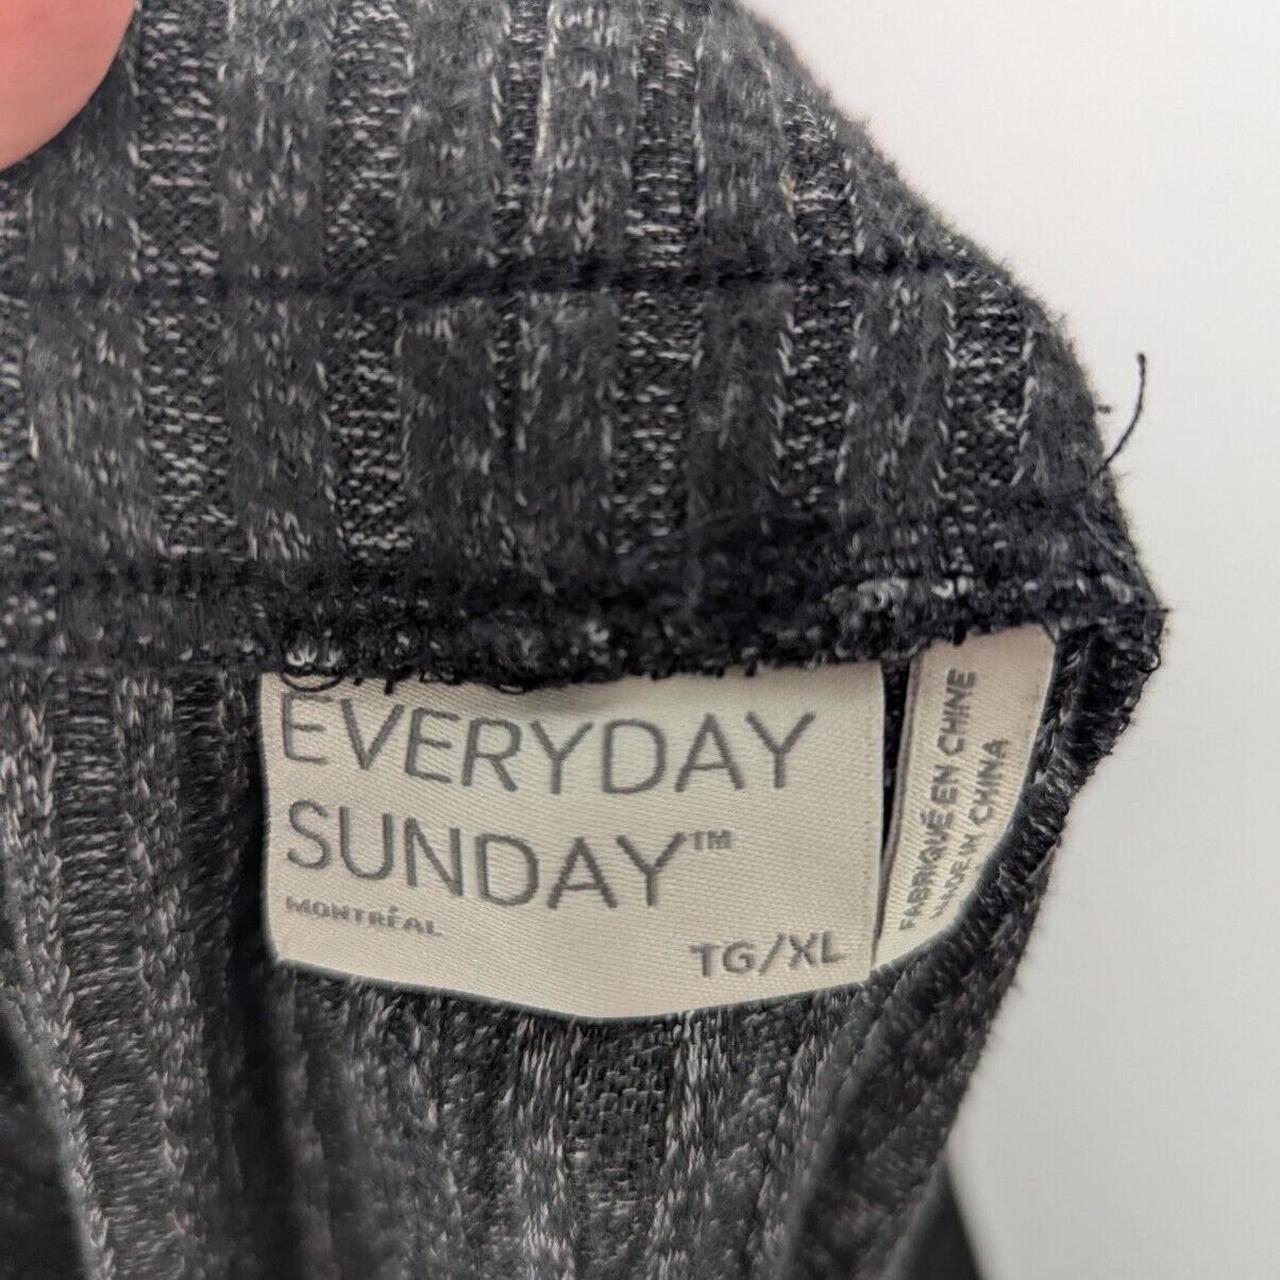 EVERYDAY
SUNDAY™
MONTRÉAL
TG/XL
FABRIQUÉ EN CHINE
MADE IN CHINA